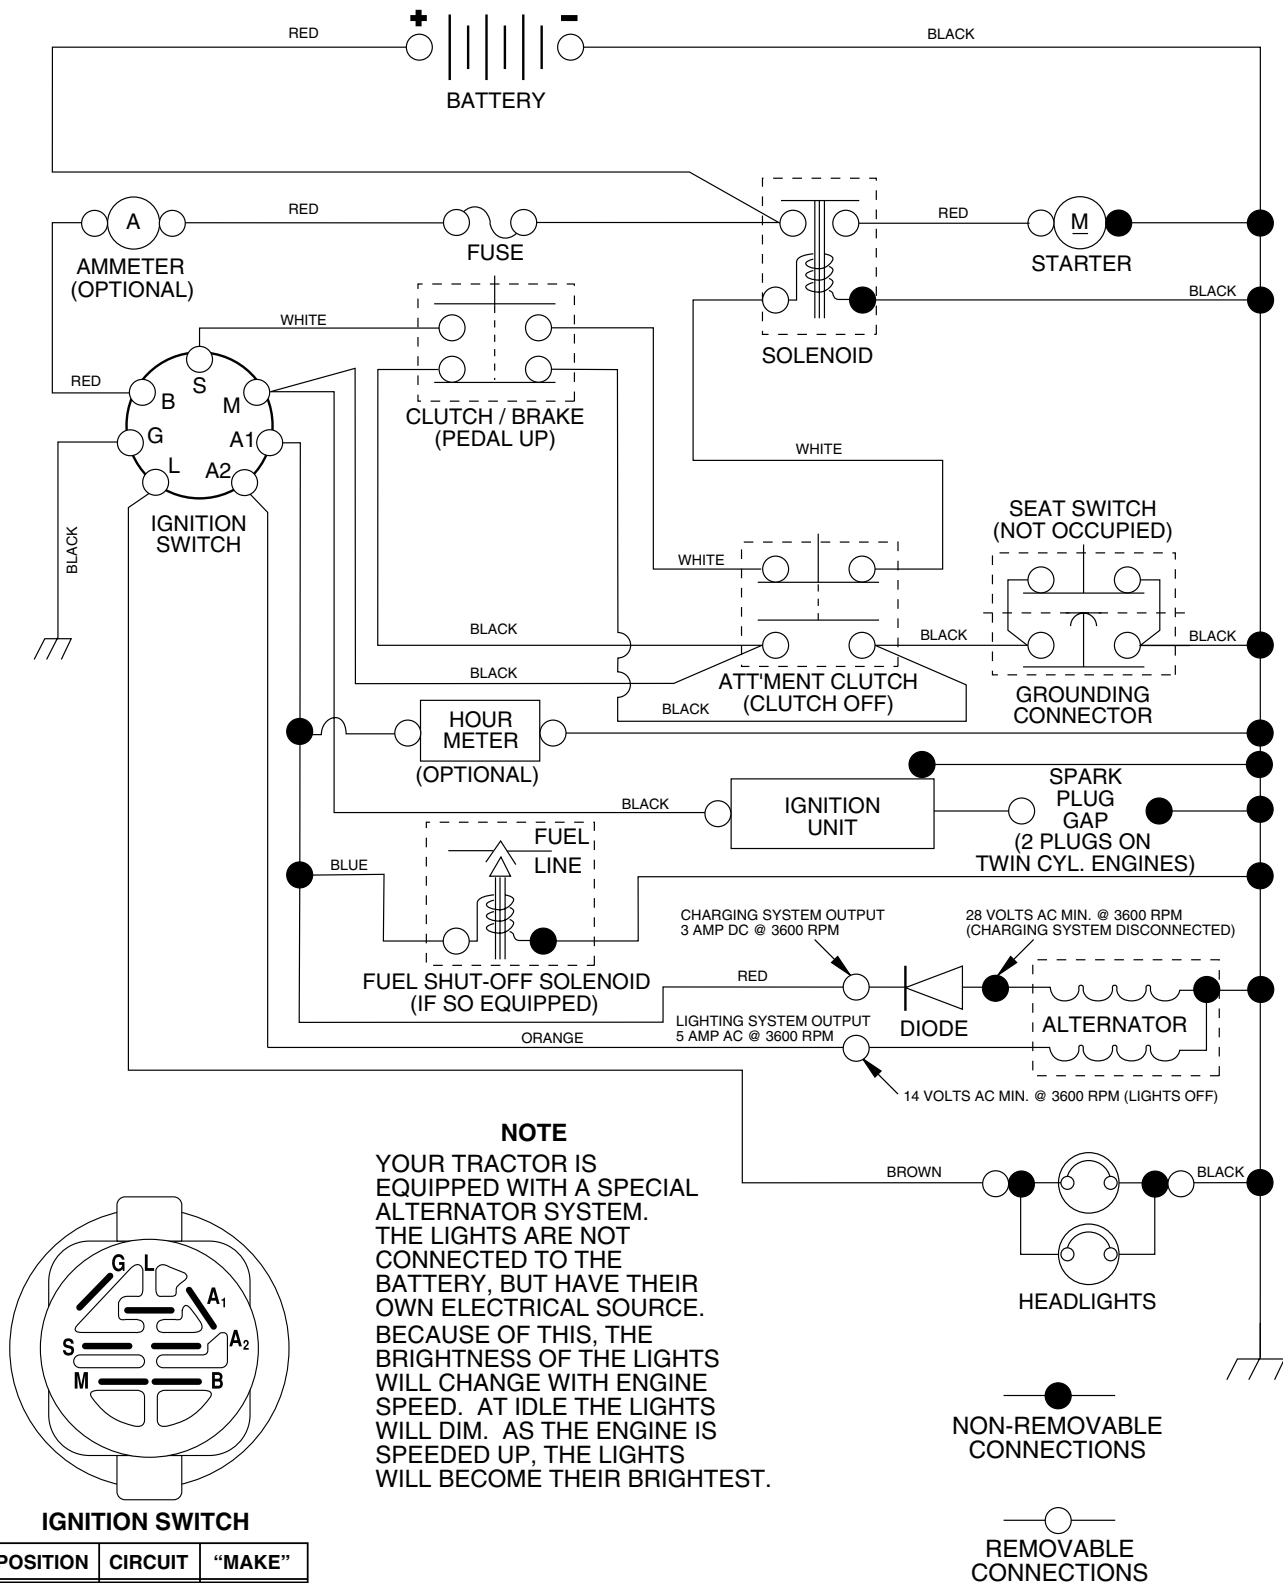 + –
RED
BLACK
BATTERY
A
RED
RED
M
FUSE
STARTER
AMMETER
(OPTIONAL)
BLACK
WHITE
SOLENOID
RED
S
B
M
CLUTCH / BRAKE
(PEDAL UP)
G
A1
L
A2
WHITE
IGNITION
SWITCH
SEAT SWITCH
(NOT OCCUPIED)
BLACK
WHITE
BLACK
BLACK
BLACK
BLACK
ATT'MENT CLUTCH
(CLUTCH OFF)
GROUNDING
CONNECTOR
BLACK
HOUR
METER
(OPTIONAL)
BLACK
IGNITION
UNIT
SPARK
PLUG
GAP
(2 PLUGS ON
TWIN CYL. ENGINES)
FUEL
LINE
BLUE
CHARGING SYSTEM OUTPUT
3 AMP DC @ 3600 RPM
28 VOLTS AC MIN. @ 3600 RPM
(CHARGING SYSTEM DISCONNECTED)
FUEL SHUT-OFF SOLENOID
(IF SO EQUIPPED)
RED
DIODE
ALTERNATOR
LIGHTING SYSTEM OUTPUT
5 AMP AC @ 3600 RPM
ORANGE
14 VOLTS AC MIN. @ 3600 RPM (LIGHTS OFF)
NOTE
YOUR TRACTOR IS
EQUIPPED WITH A SPECIAL
ALTERNATOR SYSTEM.
THE LIGHTS ARE NOT
CONNECTED TO THE
BATTERY, BUT HAVE THEIR
OWN ELECTRICAL SOURCE.
BECAUSE OF THIS, THE
BRIGHTNESS OF THE LIGHTS
WILL CHANGE WITH ENGINE
SPEED. AT IDLE THE LIGHTS
WILL DIM. AS THE ENGINE IS
SPEEDED UP, THE LIGHTS
WILL BECOME THEIR BRIGHTEST.
BROWN
BLACK
HEADLIGHTS
G L
A1
S
A2
M
B
IGNITION SWITCH
POSITION CIRCUIT “MAKE”
NON-REMOVABLE
CONNECTIONS
REMOVABLE
CONNECTIONS